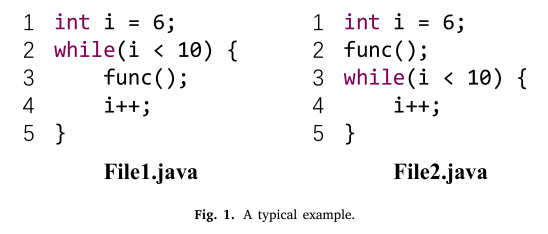 1 int i = 6;
2 while(i < 10) {
3     func();
4     i++;
5 }
File1.java
1 int i = 6;
2 func();
3 while(i < 10) {
4     i++;
5 }
File2.java
Fig. 1. A typical example.